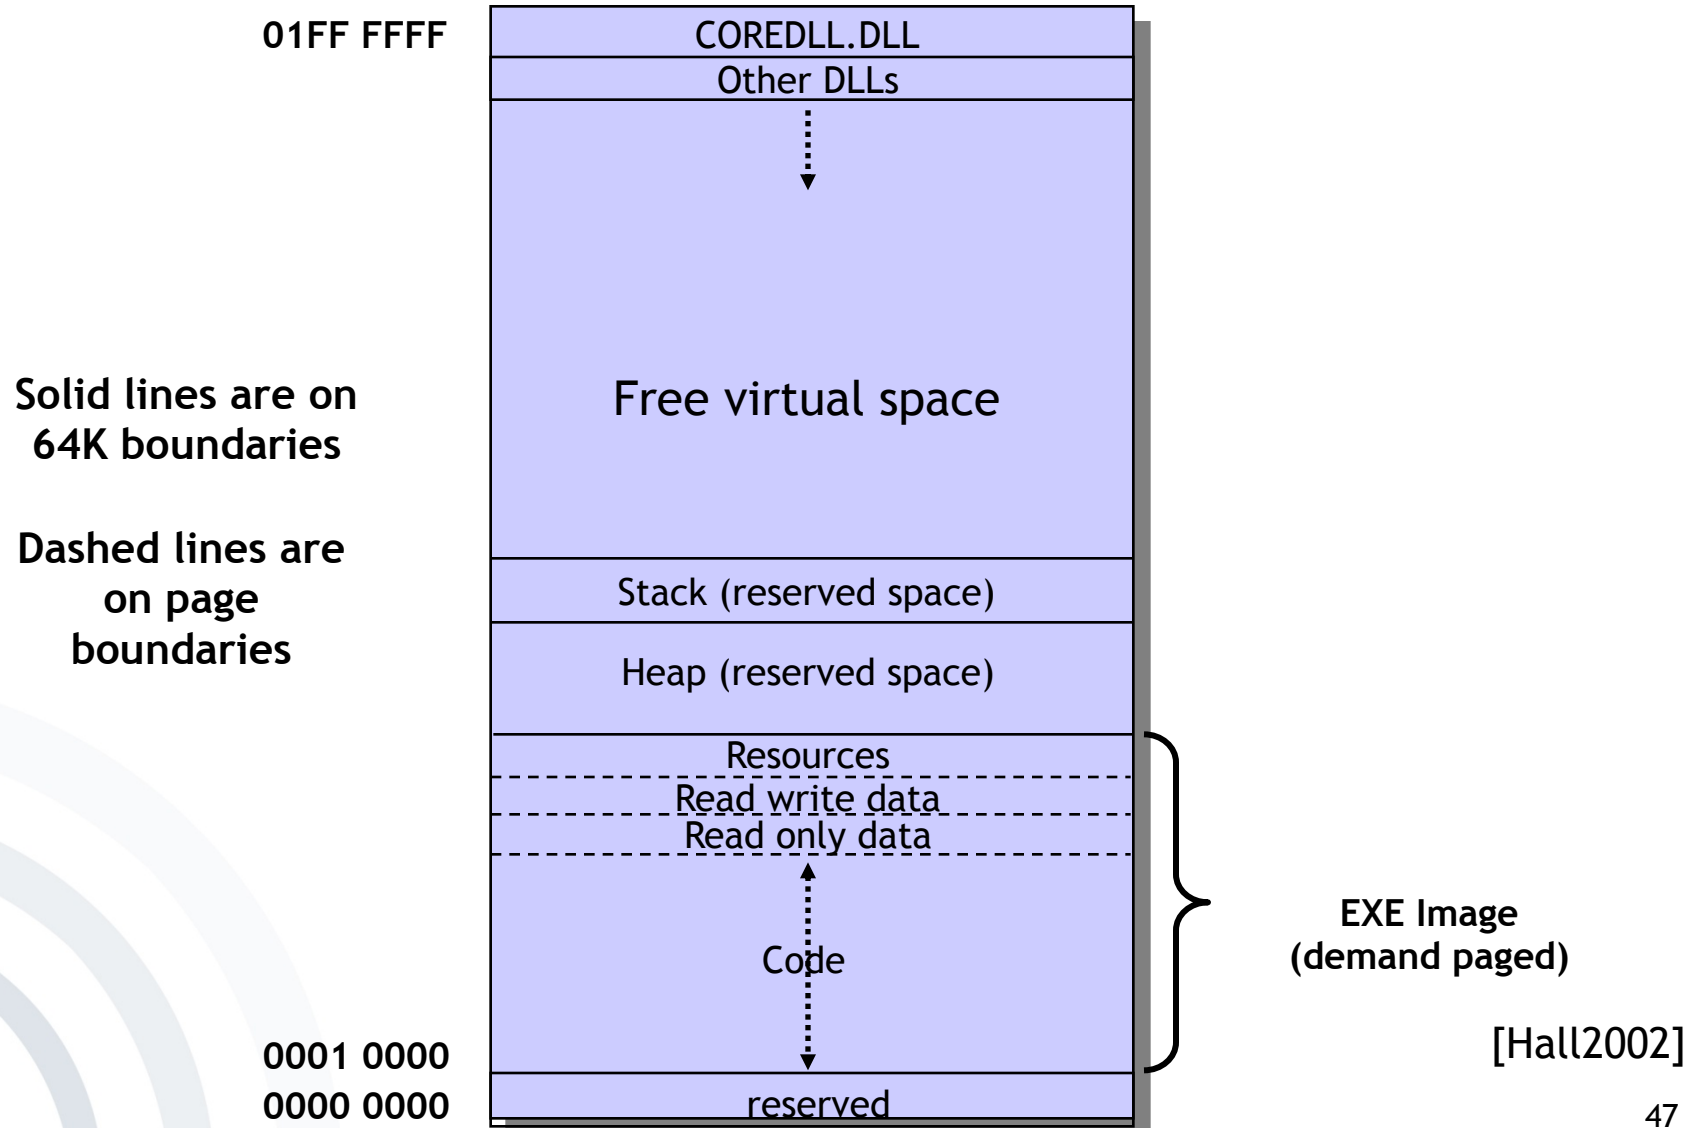 01FF FFFF
COREDLL.DLL
Other DLLs
Free virtual space
Solid lines are on
64K boundaries
Dashed lines are
on page
boundaries
Stack (reserved space)
Heap (reserved space)
Resources
Read write data
Read only data
Code
EXE Image
(demand paged)
0001 0000
0000 0000
reserved
[Hall2002]
47